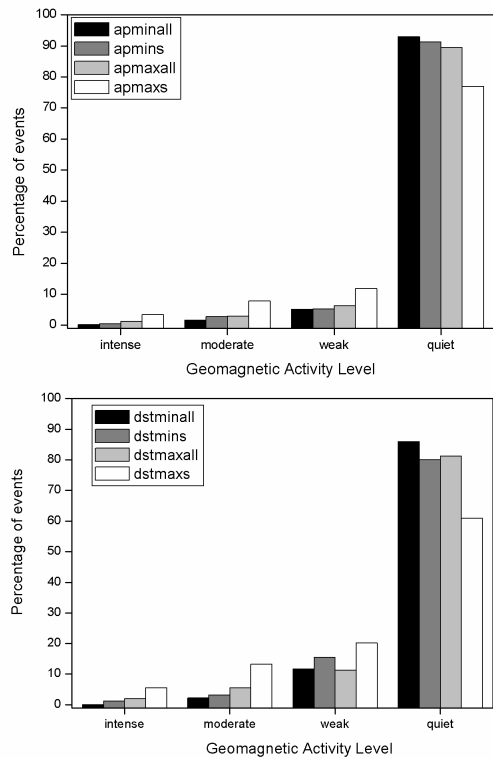 100
90
80
70
60
50
40
30
20
10
0
Percentage of events
apminall
apmins
apmaxall
apmaxs
intense moderate weak quiet
Geomagnetic Activity Level
100
90
80
70
60
50
40
30
20
10
0
Percentage of events
dstminall
dstmins
dstmaxall
dstmaxs
intense moderate weak quiet
Geomagnetic Activity Level